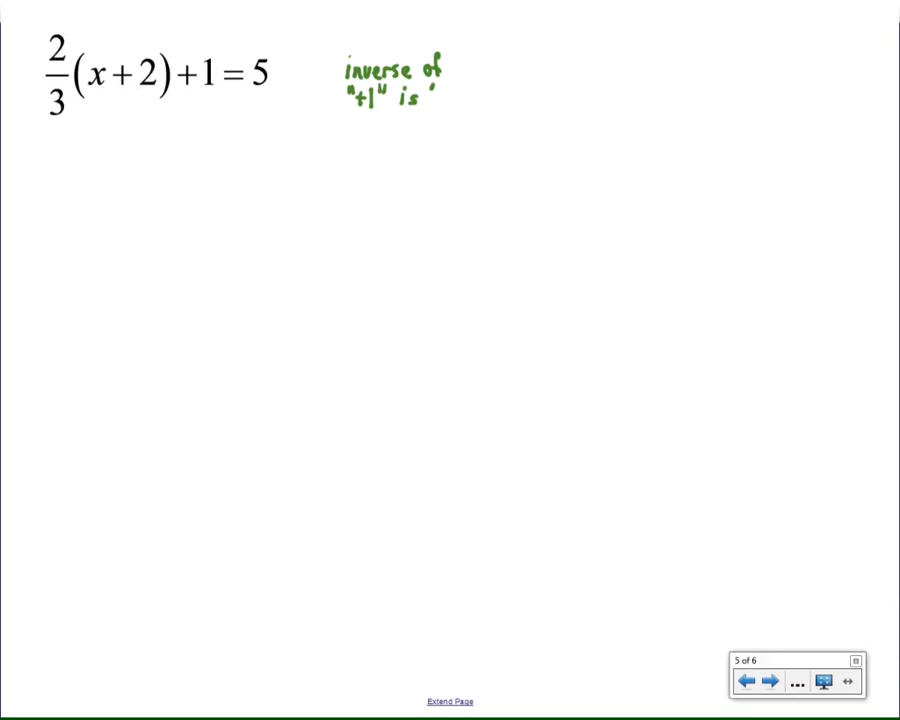 2/3(x+2)+1=5
inverse of
"+1" is '
5 of 6
...
Extend Page